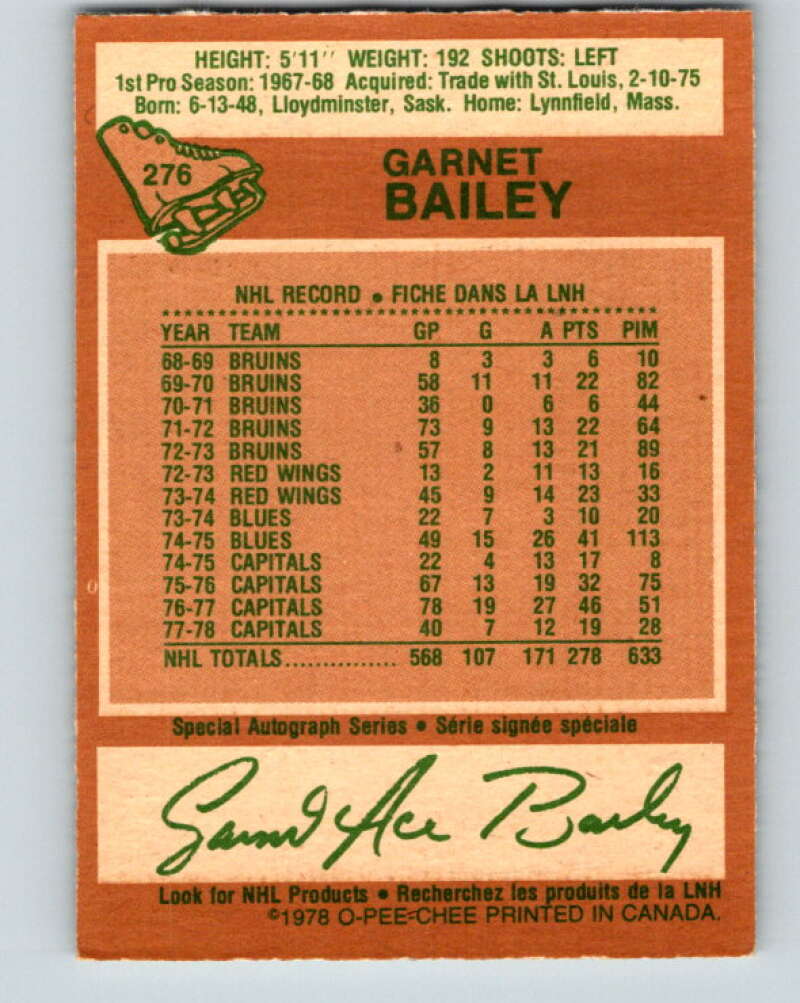 HEIGHT: 5'11'' WEIGHT: 192 SHOOTS: LEFT
1st Pro Season: 1967-68 Acquired: Trade with St. Louis, 2-10-75
Born: 6-13-48, Lloydminster, Sask. Home: Lynnfield, Mass.
276
GARNET
BAILEY
NHL RECORD • FICHE DANS LA LNH
YEAR TEAM GP G A PTS PIM
68-69 BRUINS 8 3 3 6 10
69-70 BRUINS 58 11 11 22 82
70-71 BRUINS 36 0 6 6 44
71-72 BRUINS 73 9 13 22 64
72-73 BRUINS 57 8 13 21 89
72-73 RED WINGS 13 2 11 13 16
73-74 RED WINGS 45 9 14 23 33
73-74 BLUES 22 7 3 10 20
74-75 BLUES 49 15 26 41 113
74-75 CAPITALS 22 4 13 17 8
75-76 CAPITALS 67 13 19 32 75
76-77 CAPITALS 78 19 27 46 51
77-78 CAPITALS 40 7 12 19 28
NHL TOTALS............... 568 107 171 278 633
Special Autograph Series • Série signée spéciale
Garnet Ace Bailey
Look for NHL Products • Recherchez les produits de la LNH
©1978 O-PEE-CHEE PRINTED IN CANADA.